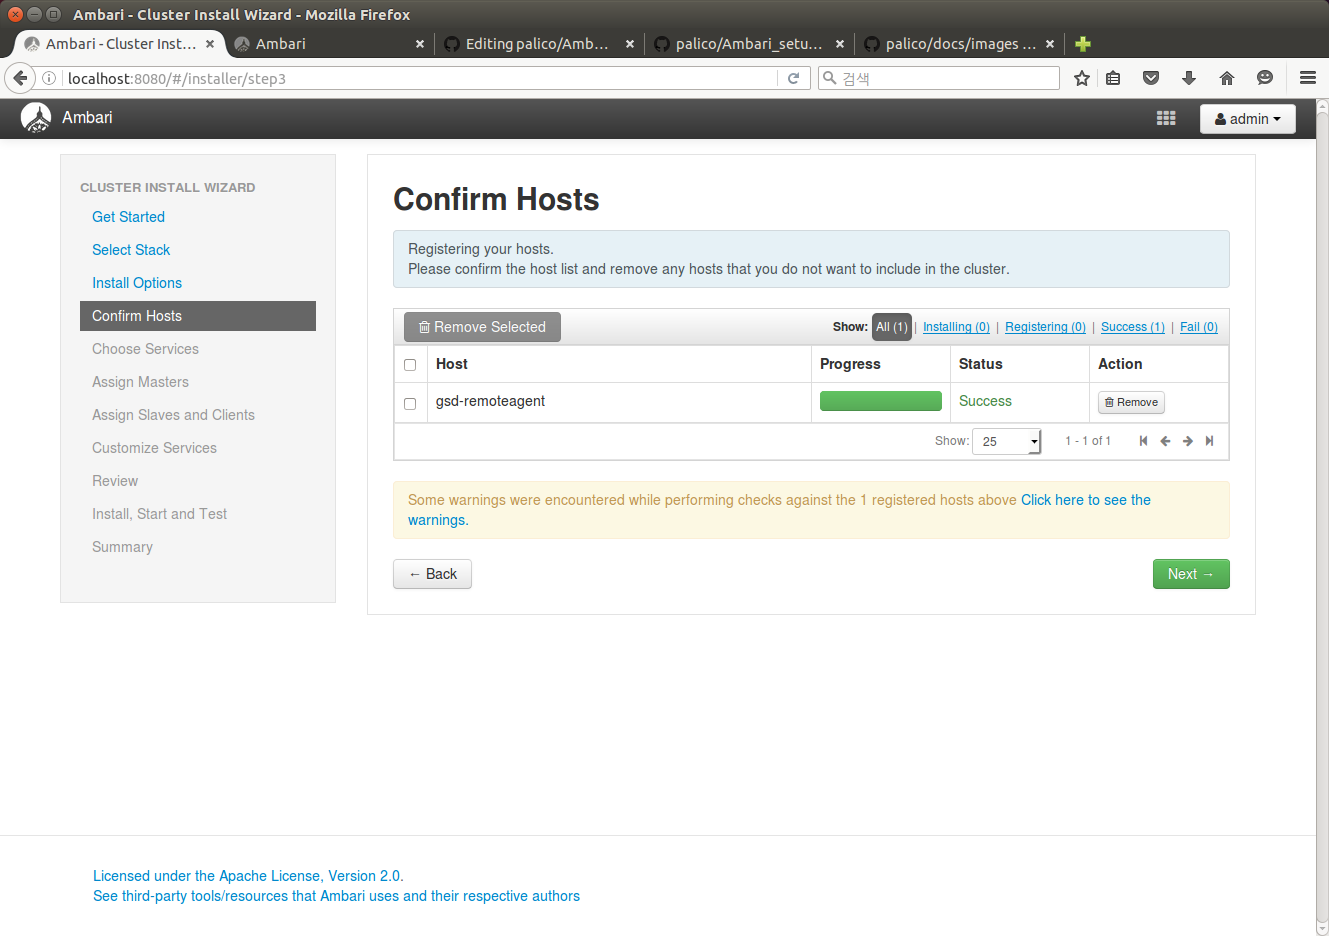 Ambari - Cluster Install Wizard - Mozilla Firefox
Ambari - Cluster Inst...
Ambari
Editing palico/Amb...
palico/Ambari_setu...
palico/docs/images ...
localhost:8080/#/installer/step3
검색
Ambari
admin
CLUSTER INSTALL WIZARD
Get Started
Select Stack
Install Options
Confirm Hosts
Choose Services
Assign Masters
Assign Slaves and Clients
Customize Services
Review
Install, Start and Test
Summary
Confirm Hosts
Registering your hosts.
Please confirm the host list and remove any hosts that you do not want to include in the cluster.
Remove Selected
Show: All (1) | Installing (0) | Registering (0) | Success (1) | Fail (0)
Host Progress Status Action
gsd-remoteagent Success Remove
Show: 25 1 - 1 of 1
Some warnings were encountered while performing checks against the 1 registered hosts above Click here to see the
warnings.
← Back
Next →
Licensed under the Apache License, Version 2.0.
See third-party tools/resources that Ambari uses and their respective authors